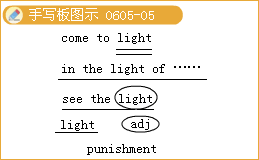 手写板图示 0605-05
come to light
in the light of ……
see the light
light adj
punishment